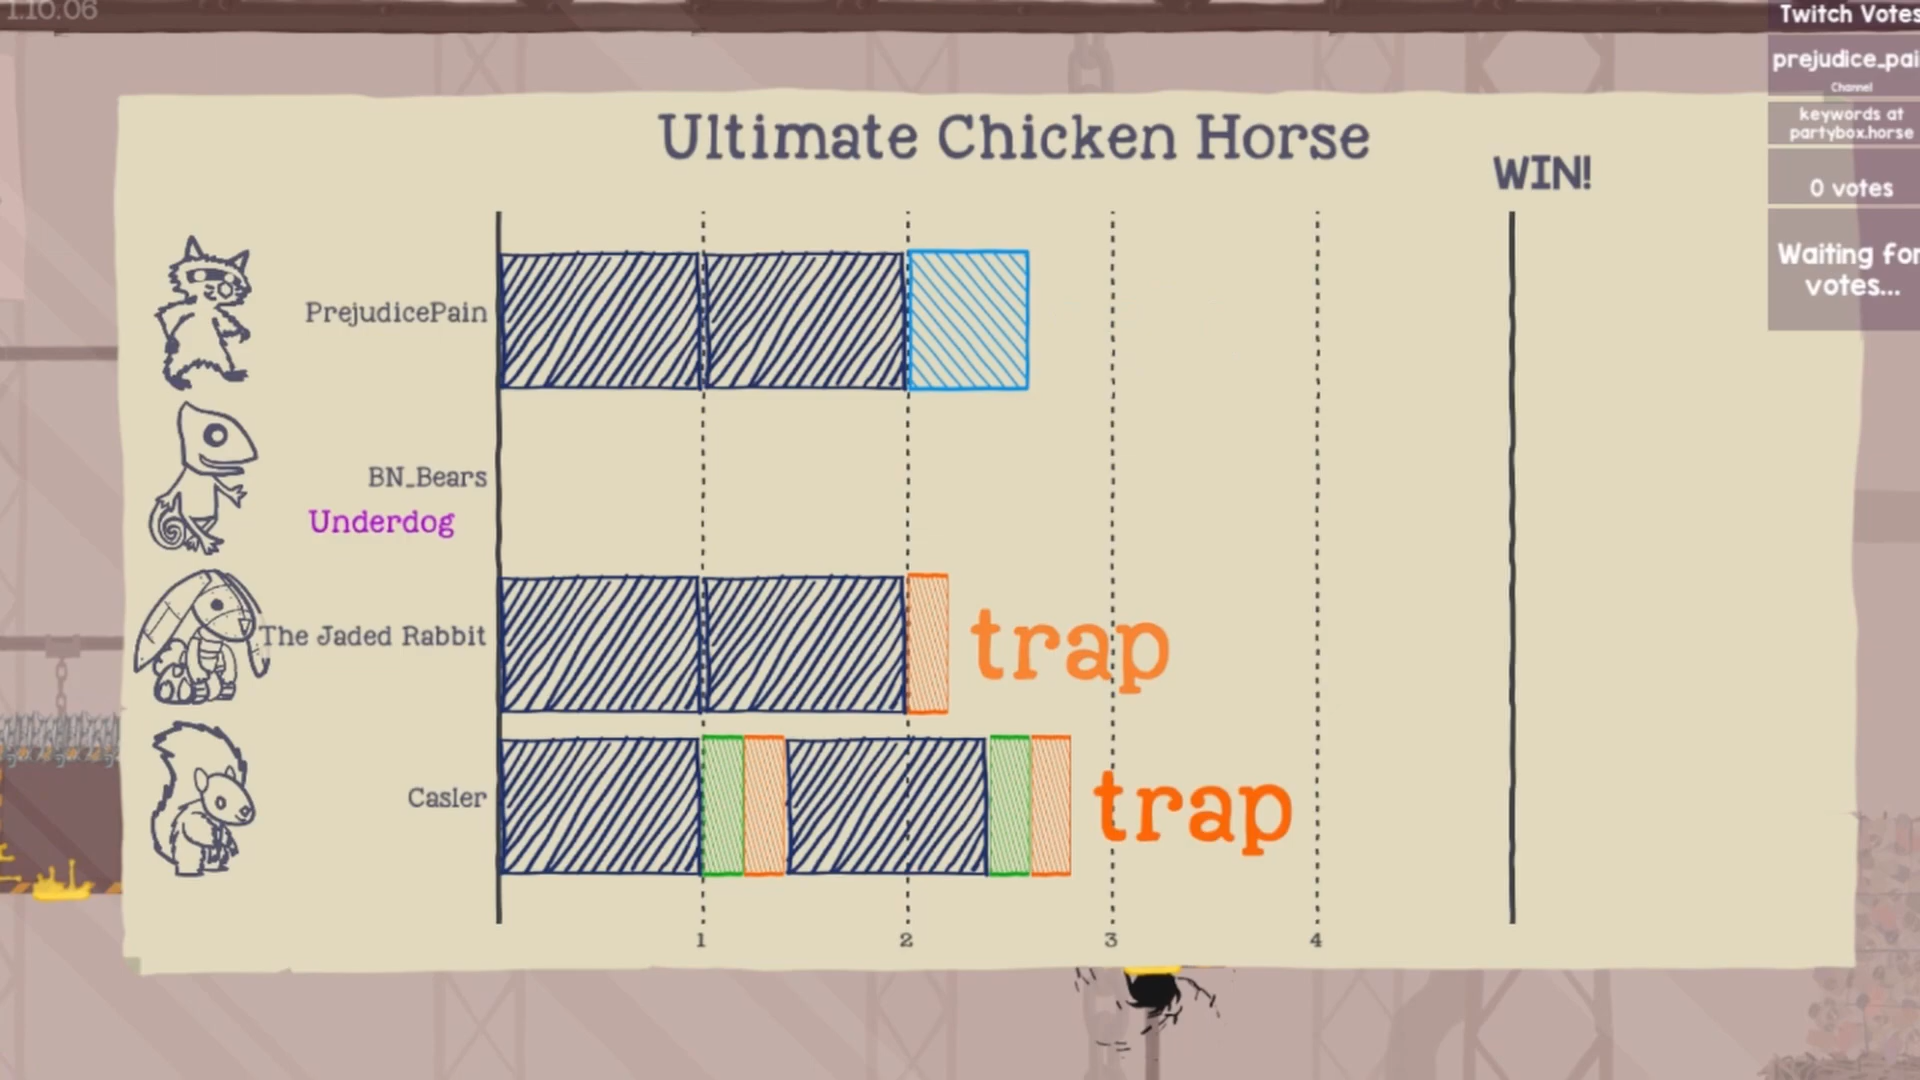 1.10.06
Twitch Votes
Ultimate Chicken Horse
prejudice_pai
Channel
keywords at
partybox.horse
WIN!
0 votes
Waiting for
votes...
PrejudicePain
BN_Bears
Underdog
The Jaded Rabbit
trap
Casler
trap
1
2
3
4